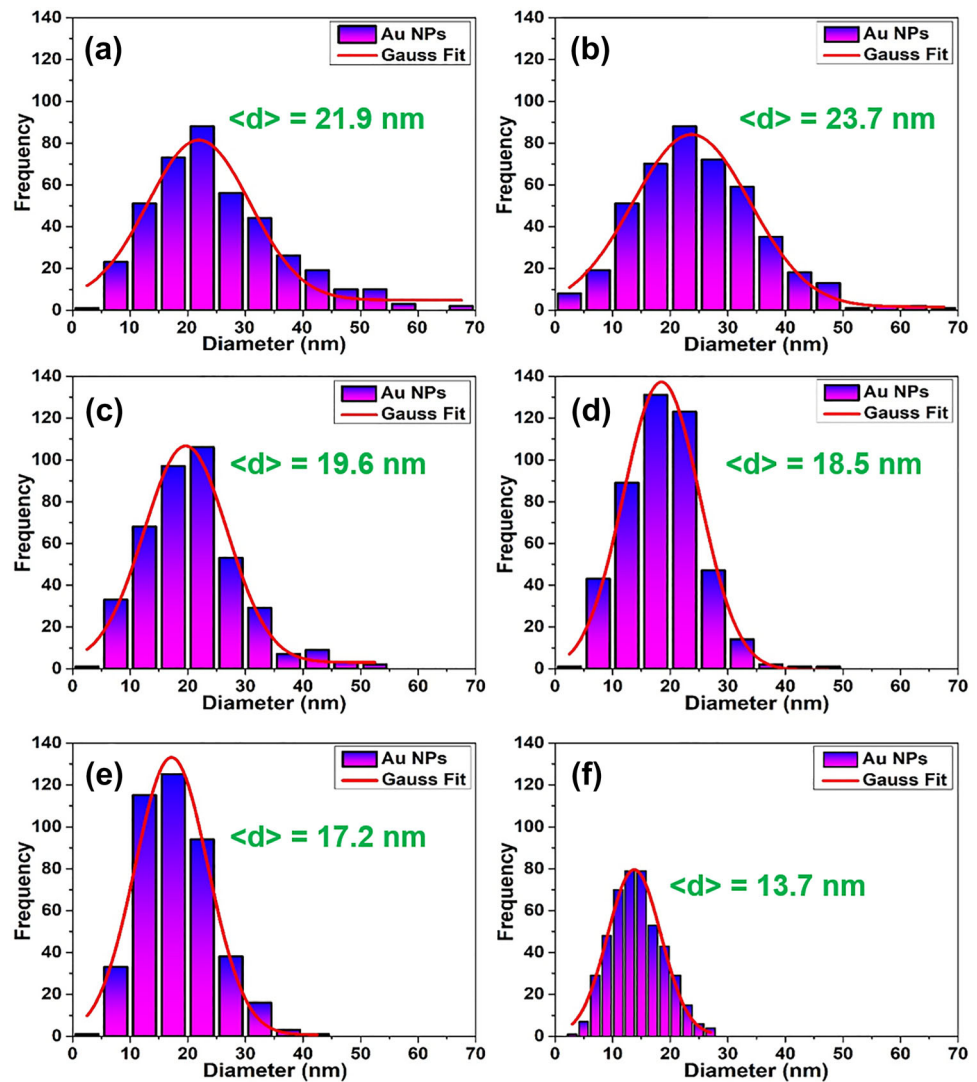 (a)
Au NPs
Gauss Fit
<d> = 21.9 nm
Frequency
140
120
100
80
60
40
20
0
0 10 20 30 40 50 60 70
Diameter (nm)
(b)
Au NPs
Gauss Fit
<d> = 23.7 nm
Frequency
140
120
100
80
60
40
20
0
0 10 20 30 40 50 60 70
Diameter (nm)
(c)
Au NPs
Gauss Fit
<d> = 19.6 nm
Frequency
140
120
100
80
60
40
20
0
0 10 20 30 40 50 60 70
Diameter (nm)
(d)
Au NPs
Gauss Fit
<d> = 18.5 nm
Frequency
140
120
100
80
60
40
20
0
0 10 20 30 40 50 60 70
Diameter (nm)
(e)
Au NPs
Gauss Fit
<d> = 17.2 nm
Frequency
140
120
100
80
60
40
20
0
0 10 20 30 40 50 60 70
Diameter (nm)
(f)
Au NPs
Gauss Fit
<d> = 13.7 nm
Frequency
140
120
100
80
60
40
20
0
0 10 20 30 40 50 60 70
Diameter (nm)